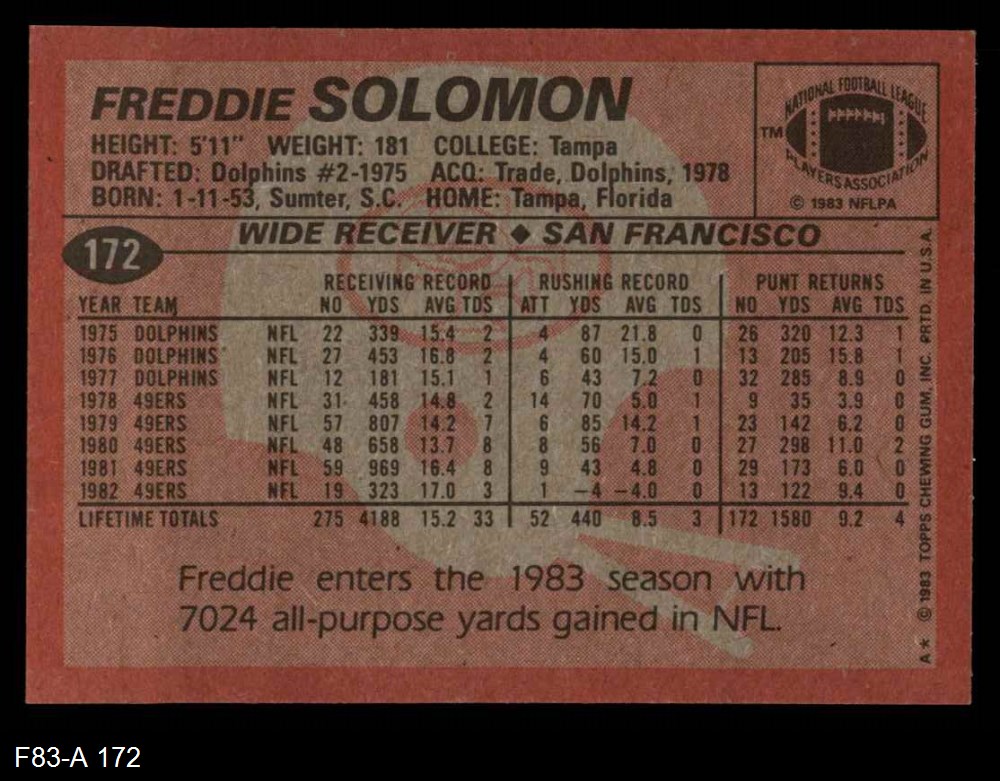 FREDDIE SOLOMON
HEIGHT: 5'11" WEIGHT: 181 COLLEGE: Tampa
DRAFTED: Dolphins #2-1975 ACQ: Trade, Dolphins, 1978
BORN: 1-11-53, Sumter, S.C. HOME: Tampa, Florida
NATIONAL FOOTBALL LEAGUE
TM
PLAYERS ASSOCIATION
© 1983 NFLPA
172
WIDE RECEIVER ◆ SAN FRANCISCO
RECEIVING RECORD RUSHING RECORD PUNT RETURNS
YEAR TEAM NO YDS AVG TDS ATT YDS AVG TDS NO YDS AVG TDS
1975 DOLPHINS NFL 22 339 15.4 2 4 87 21.8 0 26 320 12.3 1
1976 DOLPHINS NFL 27 453 16.8 2 4 60 15.0 1 13 205 15.8 1
1977 DOLPHINS NFL 12 181 15.1 1 6 43 7.2 0 32 285 8.9 0
1978 49ERS NFL 31 458 14.8 2 14 70 5.0 1 9 35 3.9 0
1979 49ERS NFL 57 807 14.2 7 6 85 14.2 1 23 142 6.2 0
1980 49ERS NFL 48 658 13.7 8 8 56 7.0 0 27 298 11.0 2
1981 49ERS NFL 59 969 16.4 8 9 43 4.8 0 29 173 6.0 0
1982 49ERS NFL 19 323 17.0 3 1 -4 -4.0 0 13 122 9.4 0
LIFETIME TOTALS 275 4188 15.2 33 52 440 8.5 3 172 1580 9.2 4
Freddie enters the 1983 season with
7024 all-purpose yards gained in NFL.
A★ © 1983 TOPPS CHEWING GUM, INC. PRTD. IN U.S.A.
F83-A 172